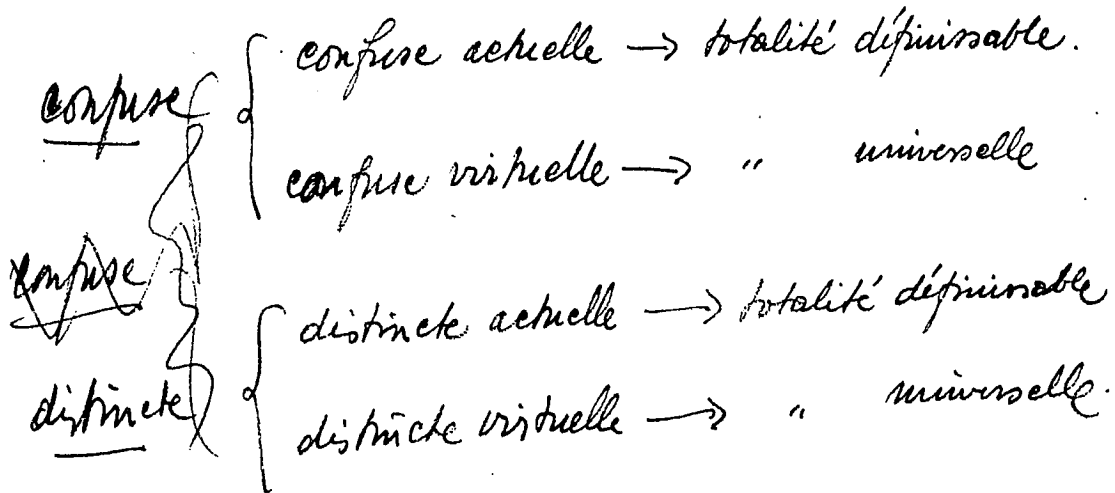 confuse actuelle → totalité définissable.
confuse
confuse virtuelle → " universelle
confuse
distincte actuelle → totalité définissable
distincte
distincte virtuelle → " universelle.